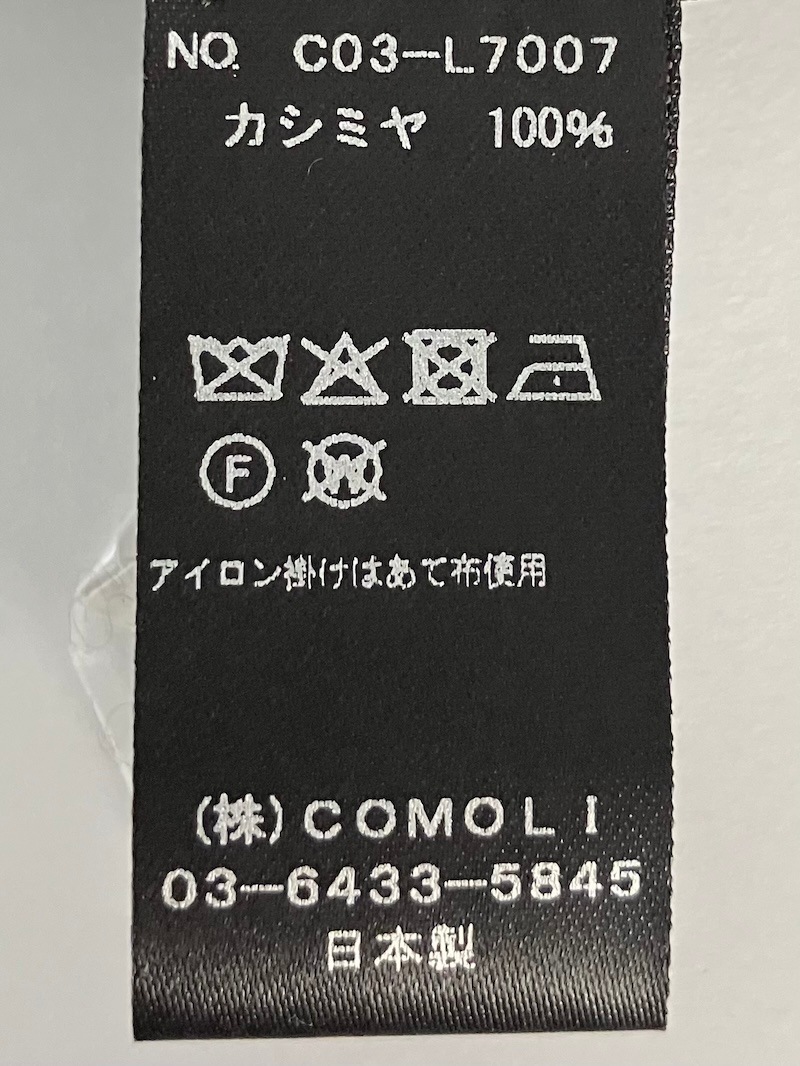 NO. C03-L7007
カシミヤ 100%
F W
アイロン掛けはあて布使用
(株)COMOLI
03-6433-5845
日本製